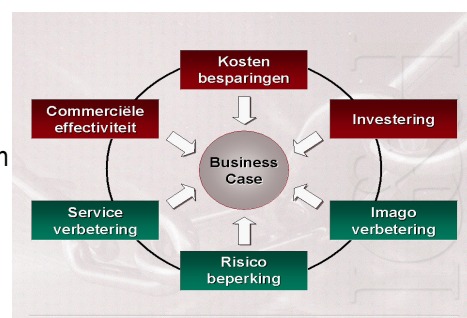 Kosten
besparingen
Commerciële
effectiviteit
Investering
Business
Case
Service
verbetering
Imago
verbetering
Risico
beperking